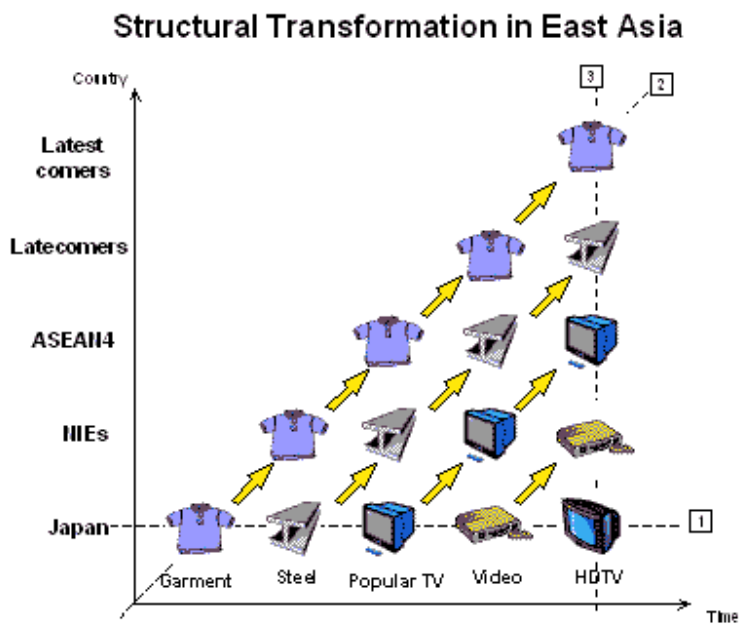 Structural Transformation in East Asia
Country
3
2
Latest
comers
Latecomers
ASEAN4
NIEs
Japan
1
Garment
Steel
Popular TV
Video
HDTV
Time